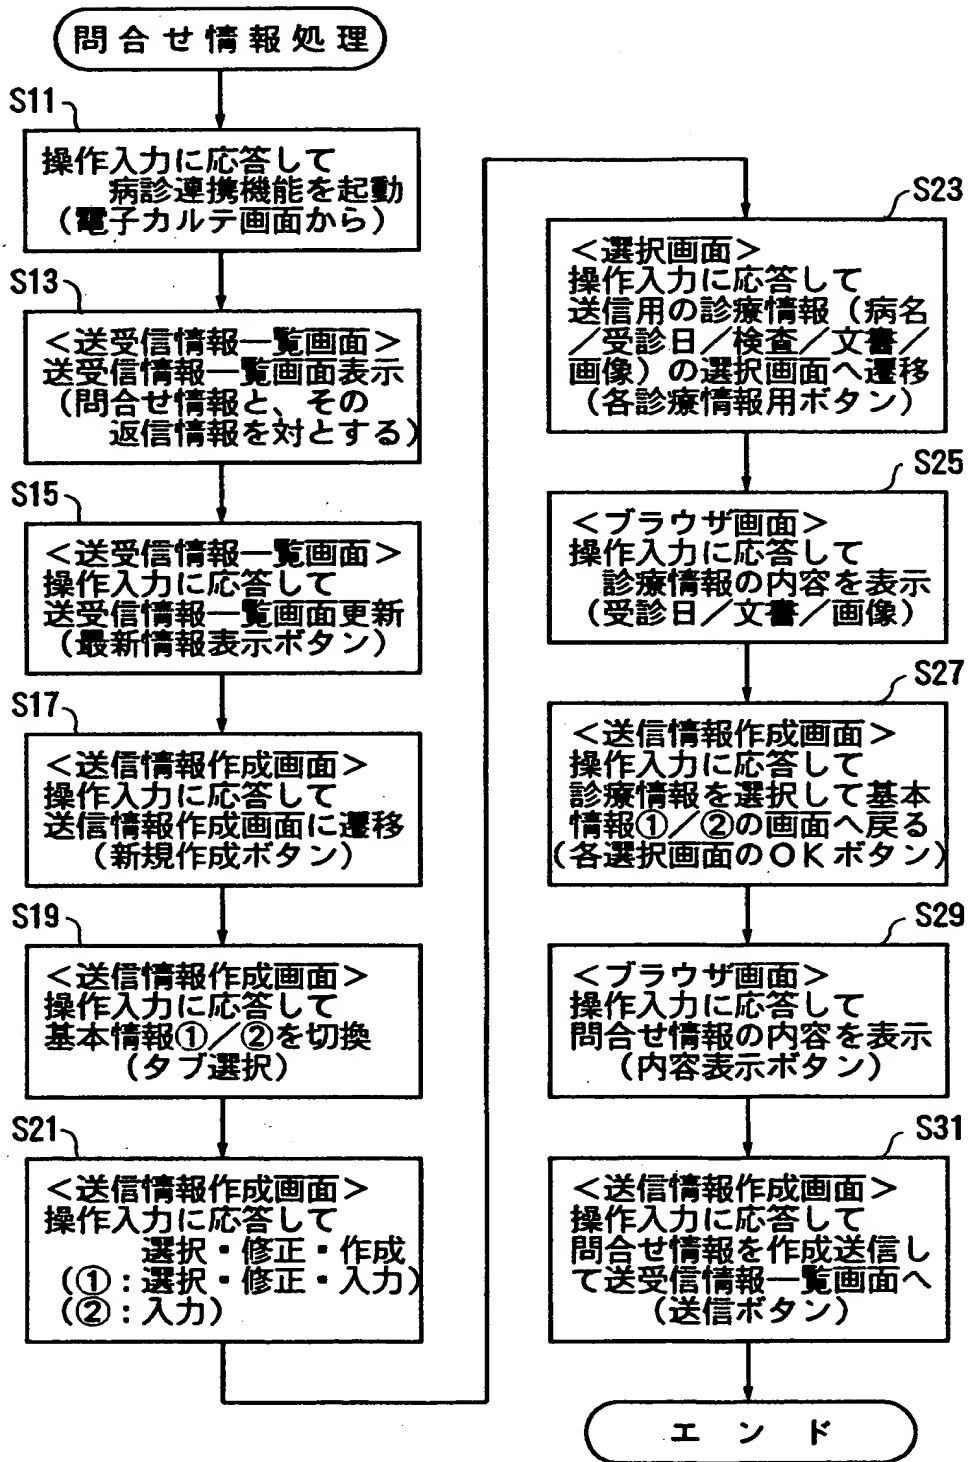 問合せ情報処理
S11
操作入力に応答して
病診連携機能を起動
(電子カルテ画面から)
S13
<送受信情報一覧画面>
送受信情報一覧画面表示
(問合せ情報と、その
返信情報を対とする)
S15
<送受信情報一覧画面>
操作入力に応答して
送受信情報一覧画面更新
(最新情報表示ボタン)
S17
<送信情報作成画面>
操作入力に応答して
送信情報作成画面に遷移
(新規作成ボタン)
S19
<送信情報作成画面>
操作入力に応答して
基本情報①/②を切換
(タブ選択)
S21
<送信情報作成画面>
操作入力に応答して
選択・修正・作成
(①:選択・修正・入力)
(②:入力)
S23
<選択画面>
操作入力に応答して
送信用の診療情報(病名
/受診日/検査/文書/
画像)の選択画面へ遷移
(各診療情報用ボタン)
S25
<ブラウザ画面>
操作入力に応答して
診療情報の内容を表示
(受診日/文書/画像)
S27
<送信情報作成画面>
操作入力に応答して
診療情報を選択して基本
情報①/②の画面へ戻る
(各選択画面のOKボタン)
S29
<ブラウザ画面>
操作入力に応答して
問合せ情報の内容を表示
(内容表示ボタン)
S31
<送信情報作成画面>
操作入力に応答して
問合せ情報を作成送信し
て送受信情報一覧画面へ
(送信ボタン)
エンド